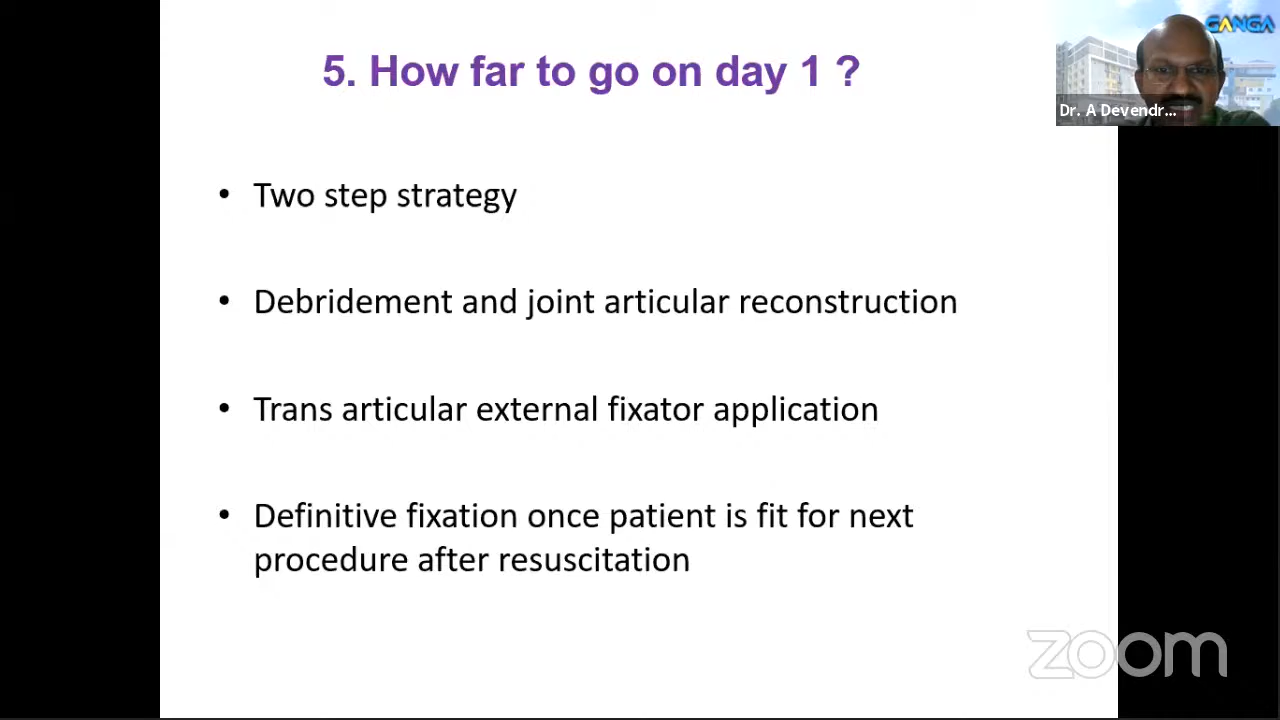 5. How far to go on day 1 ?
GANGA
Dr. A Devendr...
• Two step strategy
• Debridement and joint articular reconstruction
• Trans articular external fixator application
• Definitive fixation once patient is fit for next
procedure after resuscitation
zoom